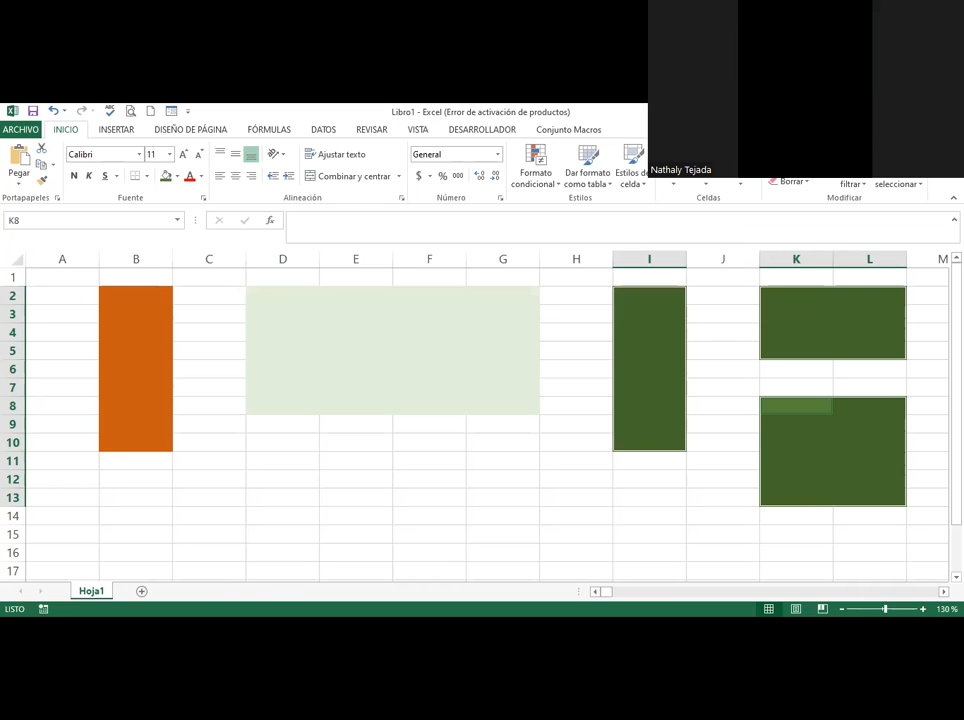 Libro1 - Excel (Error de activación de productos)
ARCHIVO INICIO INSERTAR DISEÑO DE PÁGINA FÓRMULAS DATOS REVISAR VISTA DESARROLLADOR Conjunto Macros
Nathaly Tejada
Pegar
Calibri 11
Ajustar texto
General
N K S
Combinar y centrar
$ % 000
Formato condicional
Dar formato como tabla
Estilos de celda
Borrar
filtrar
seleccionar
Portapapeles Fuente Alineación Número Estilos Celdas Modificar
K8
fx
A B C D E F G H I J K L M
1
2
3
4
5
6
7
8
9
10
11
12
13
14
15
16
17
Hoja1
LISTO
130 %